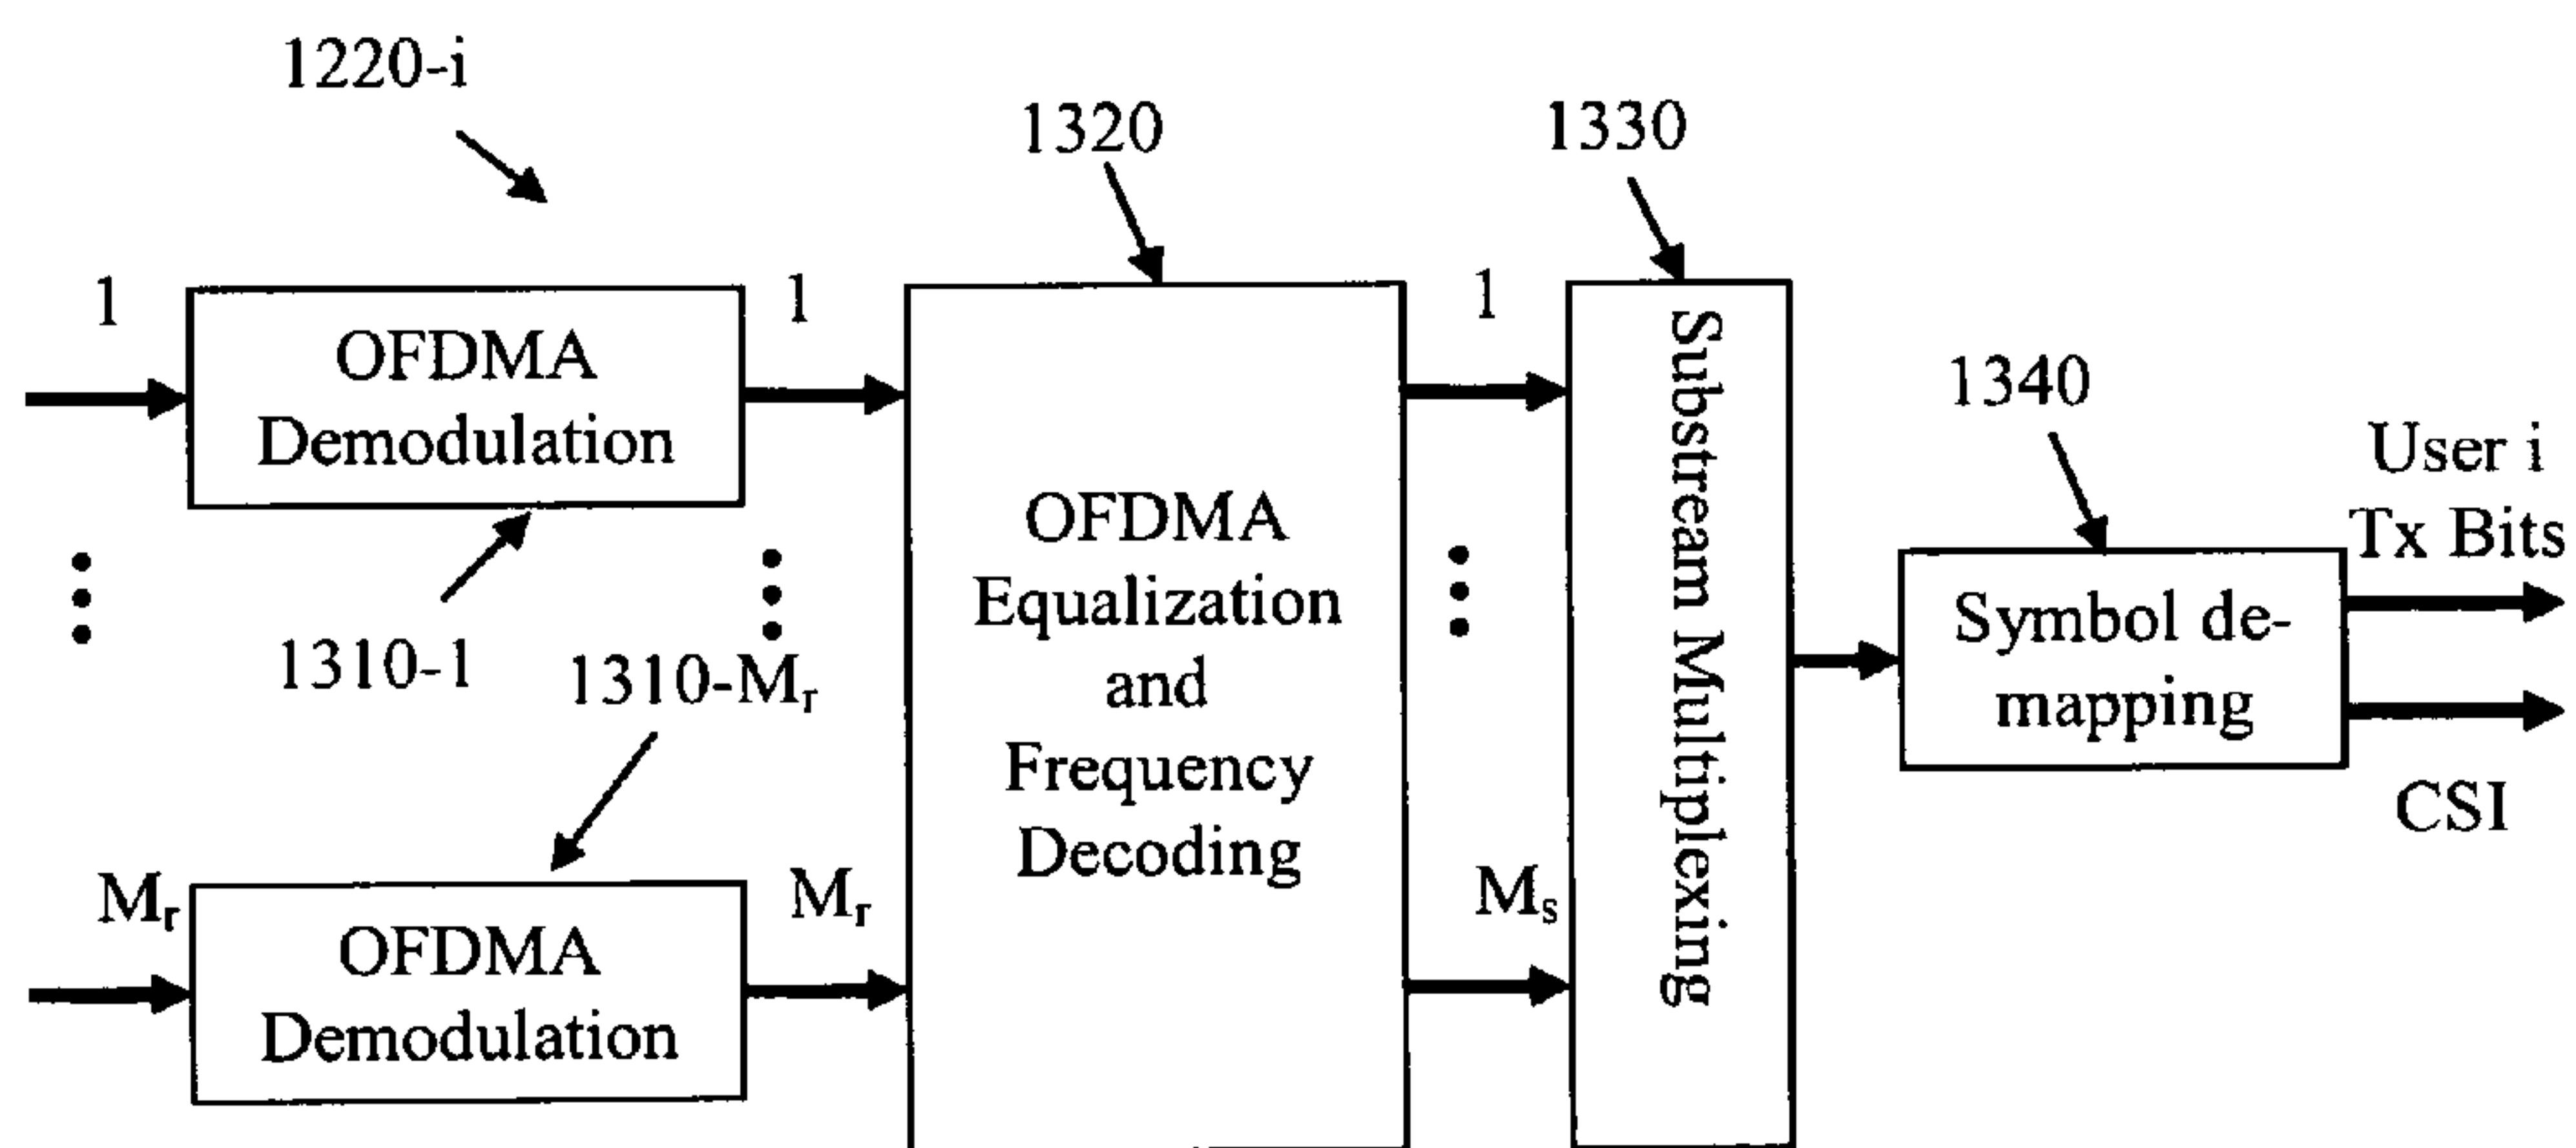 1220-i
1320
1330
1
OFDMA
Demodulation
1
1
1310-1
1310-Mr
OFDMA
Equalization
and
Frequency
Decoding
Substream Multiplexing
1340
User i
Tx Bits
Symbol de-
mapping
CSI
Mr
OFDMA
Demodulation
Mr
Ms